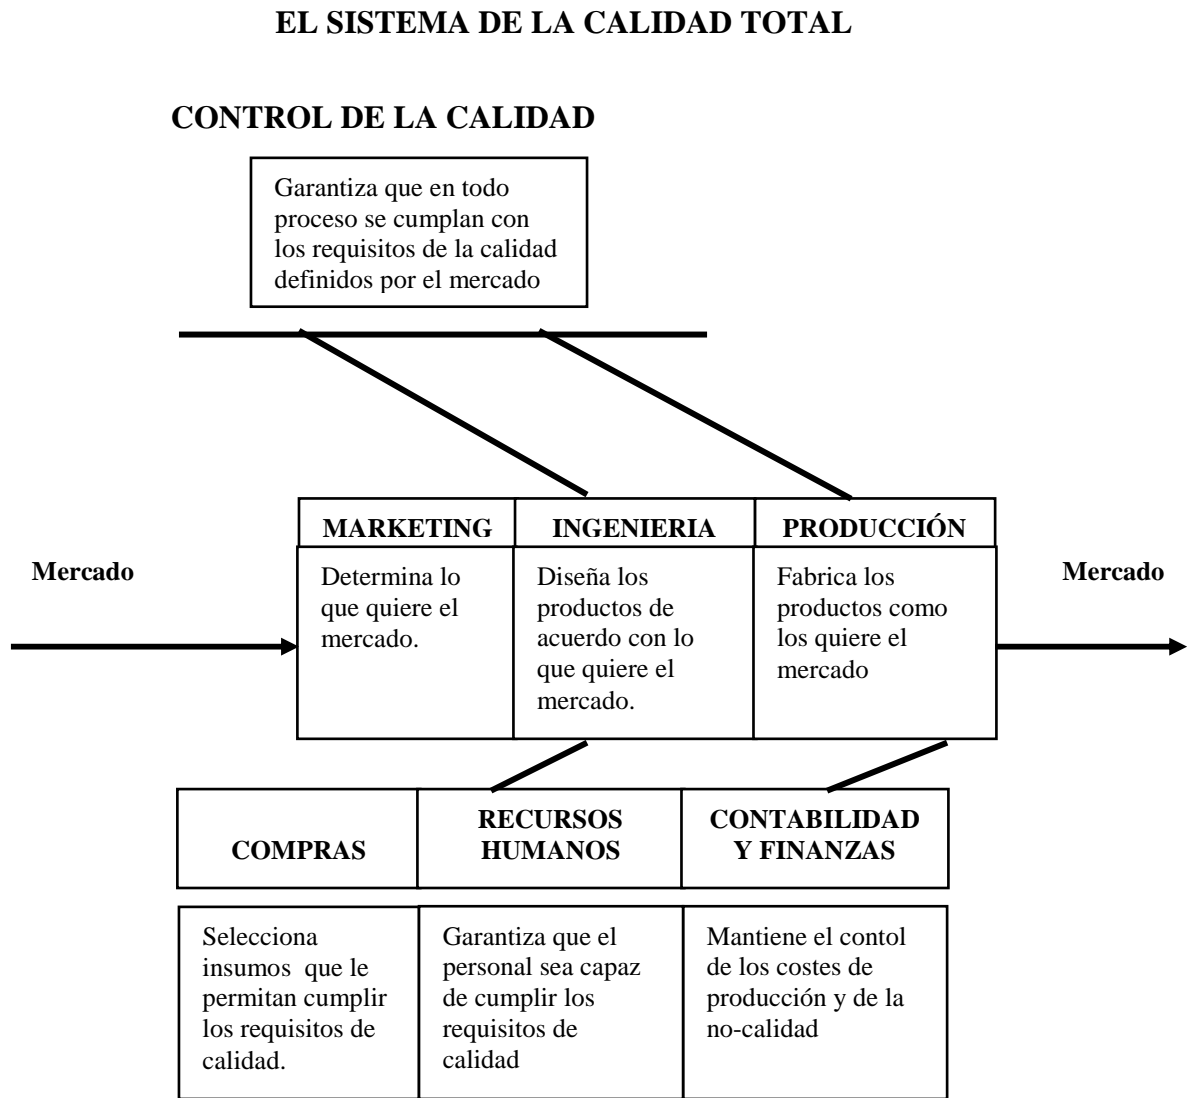 EL SISTEMA DE LA CALIDAD TOTAL
CONTROL DE LA CALIDAD
Garantiza que en todo
proceso se cumplan con
los requisitos de la calidad
definidos por el mercado
MARKETING
INGENIERIA
PRODUCCIÓN
Mercado
Determina lo
que quiere el
mercado.
Diseña los
productos de
acuerdo con lo
que quiere el
mercado.
Fabrica los
productos como
los quiere el
mercado
Mercado
COMPRAS
RECURSOS
HUMANOS
CONTABILIDAD
Y FINANZAS
Selecciona
insumos  que le
permitan cumplir
los requisitos de
calidad.
Garantiza que el
personal sea capaz
de cumplir los
requisitos de
calidad
Mantiene el contol
de los costes de
producción y de la
no-calidad